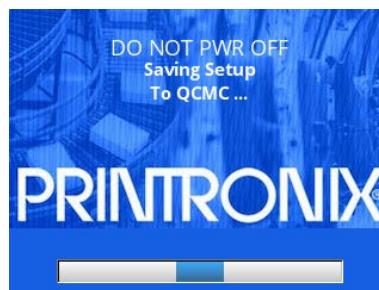 DO NOT PWR OFF
Saving Setup
To QCMC ...
PRINTRONIX®